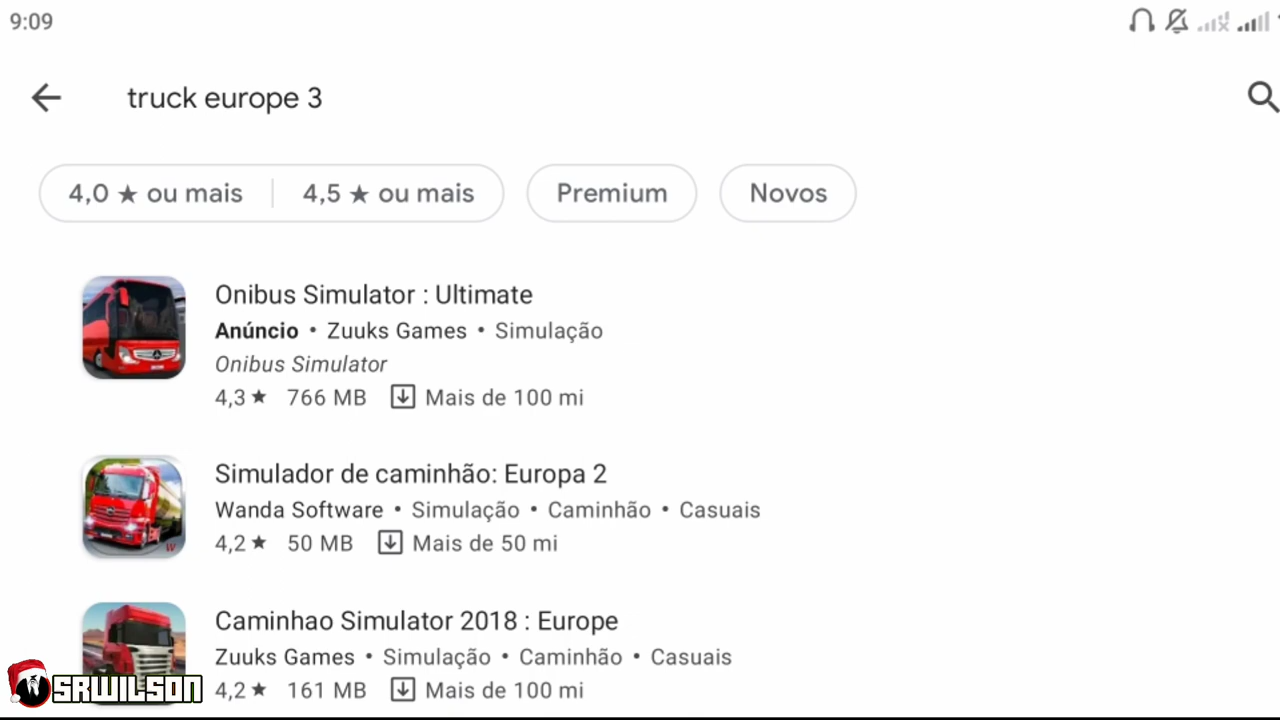 9:09
truck europe 3
4,0 ★ ou mais
4,5 ★ ou mais
Premium
Novos
Onibus Simulator : Ultimate
Anúncio • Zuuks Games • Simulação
Onibus Simulator
4,3 ★ 766 MB Mais de 100 mi
Simulador de caminhão: Europa 2
Wanda Software • Simulação • Caminhão • Casuais
4,2 ★ 50 MB Mais de 50 mi
Caminhao Simulator 2018 : Europe
Zuuks Games • Simulação • Caminhão • Casuais
4,2 ★ 161 MB Mais de 100 mi
SRWILSON